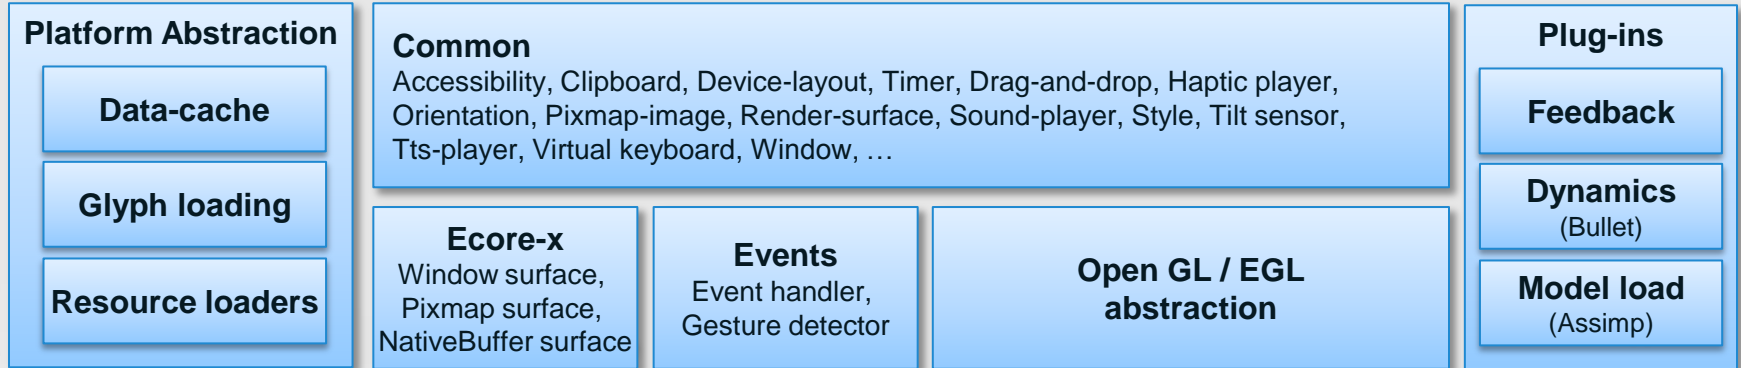 Platform Abstraction
Data-cache
Glyph loading
Resource loaders
Common
Accessibility, Clipboard, Device-layout, Timer, Drag-and-drop, Haptic player,
Orientation, Pixmap-image, Render-surface, Sound-player, Style, Tilt sensor,
Tts-player, Virtual keyboard, Window, …
Ecore-x
Window surface,
Pixmap surface,
NativeBuffer surface
Events
Event handler,
Gesture detector
Open GL / EGL
abstraction
Plug-ins
Feedback
Dynamics
(Bullet)
Model load
(Assimp)